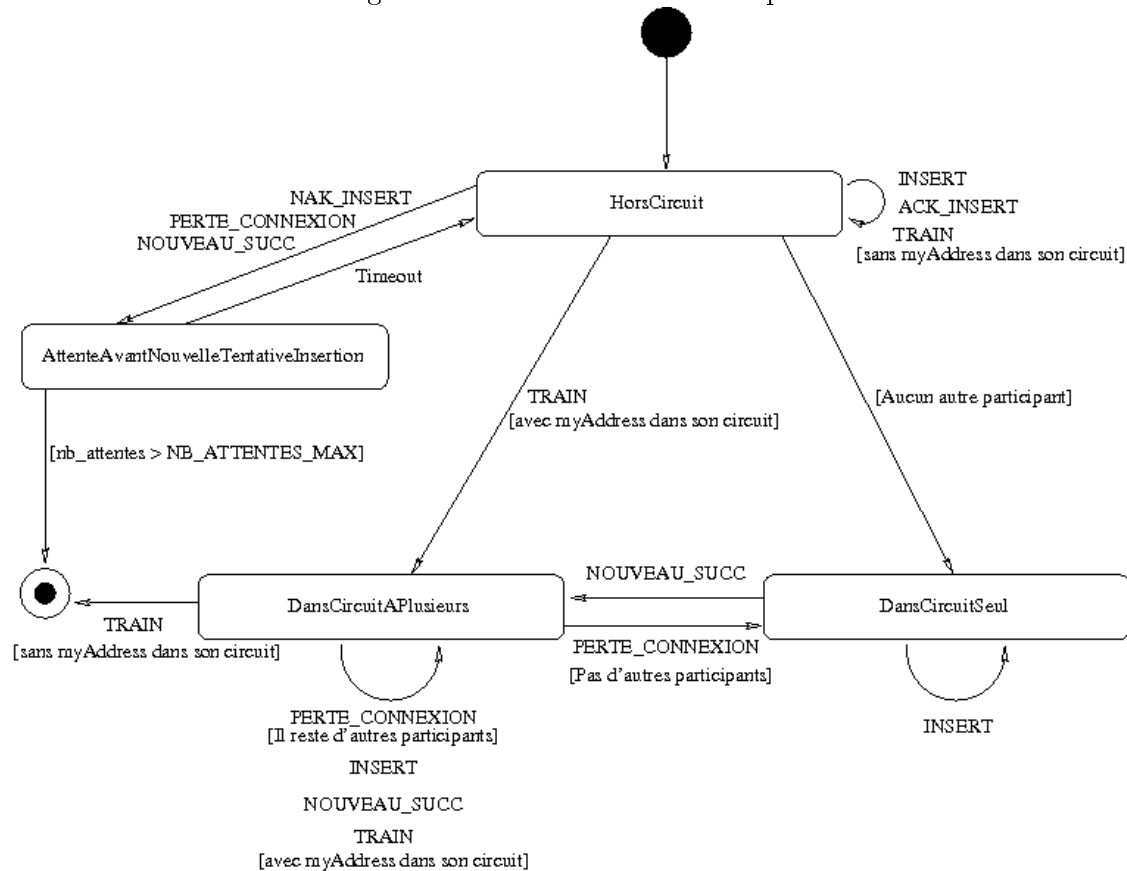 HorsCircuit
INSERT
ACK_INSERT
TRAIN
[sans myAddress dans son circuit]
NAK_INSERT
PERTE_CONNEXION
NOUVEAU_SUCC
Timeout
AttenteAvantNouvelleTentativeInsertion
TRAIN
[avec myAddress dans son circuit]
[Aucun autre participant]
[nb_attentes > NB_ATTENTES_MAX]
NOUVEAU_SUCC
DansCircuitAPlusieurs
DansCircuitSeul
TRAIN
[sans myAddress dans son circuit]
PERTE_CONNEXION
[Pas d'autres participants]
PERTE_CONNEXION
[Il reste d'autres participants]
INSERT
NOUVEAU_SUCC
TRAIN
[avec myAddress dans son circuit]
INSERT